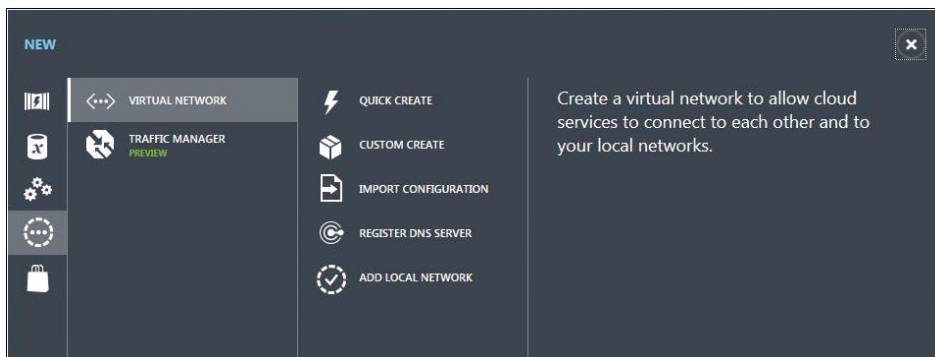 NEW
VIRTUAL NETWORK
TRAFFIC MANAGER
PREVIEW
QUICK CREATE
CUSTOM CREATE
IMPORT CONFIGURATION
REGISTER DNS SERVER
ADD LOCAL NETWORK
Create a virtual network to allow cloud
services to connect to each other and to
your local networks.